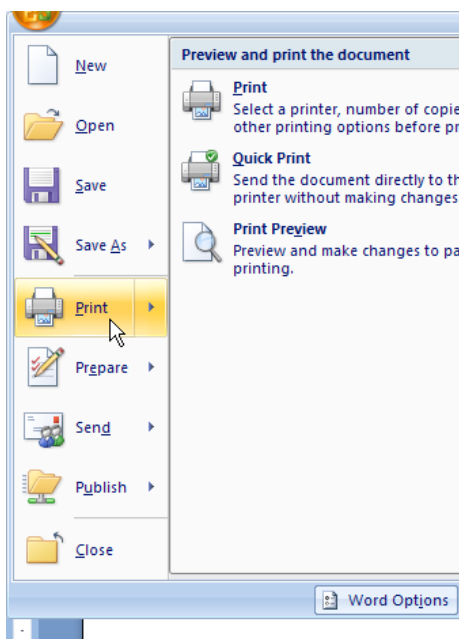 New
Open
Save
Save As
Print
Prepare
Send
Publish
Close
Preview and print the document
Print
Select a printer, number of copie
other printing options before pr
Quick Print
Send the document directly to th
printer without making changes
Print Preview
Preview and make changes to pa
printing.
Word Options